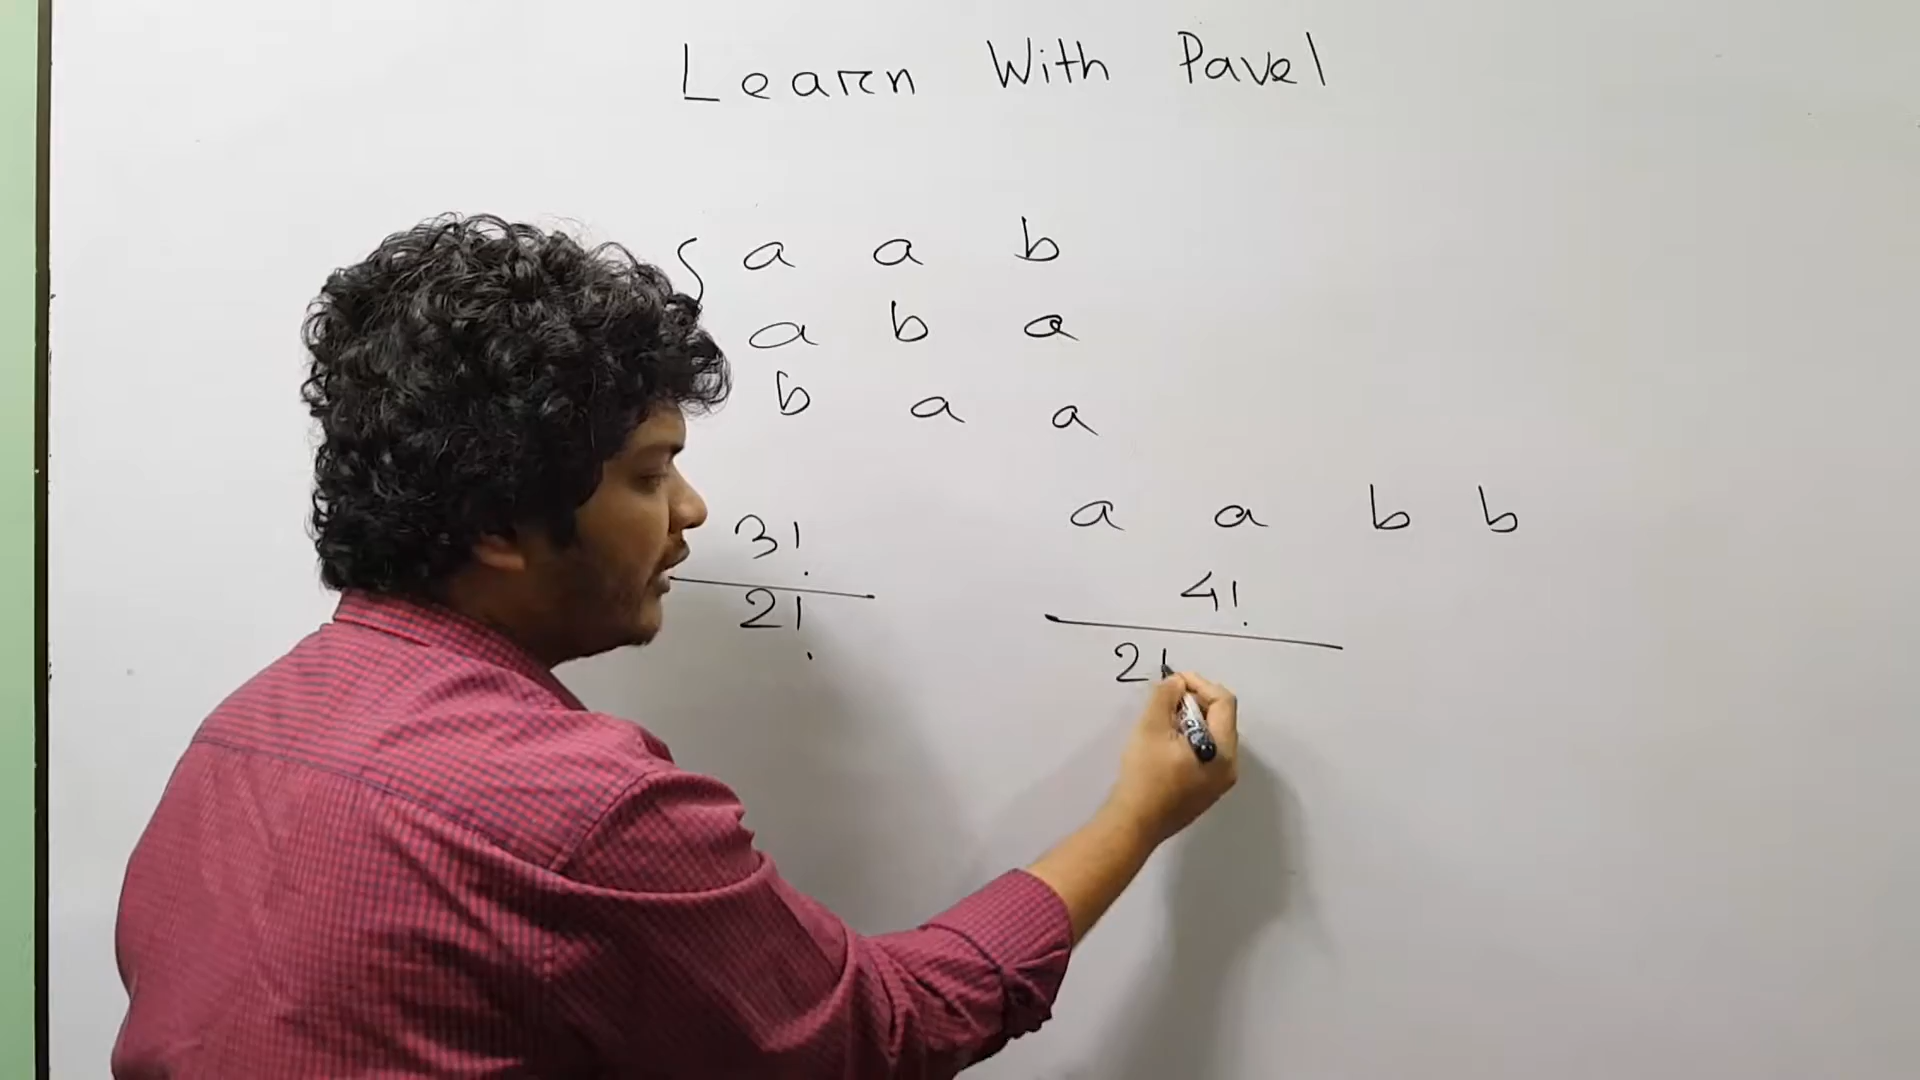 Learn With Pavel
a a b
a b a
b a a
3!
2!
a a b b
4!
2!